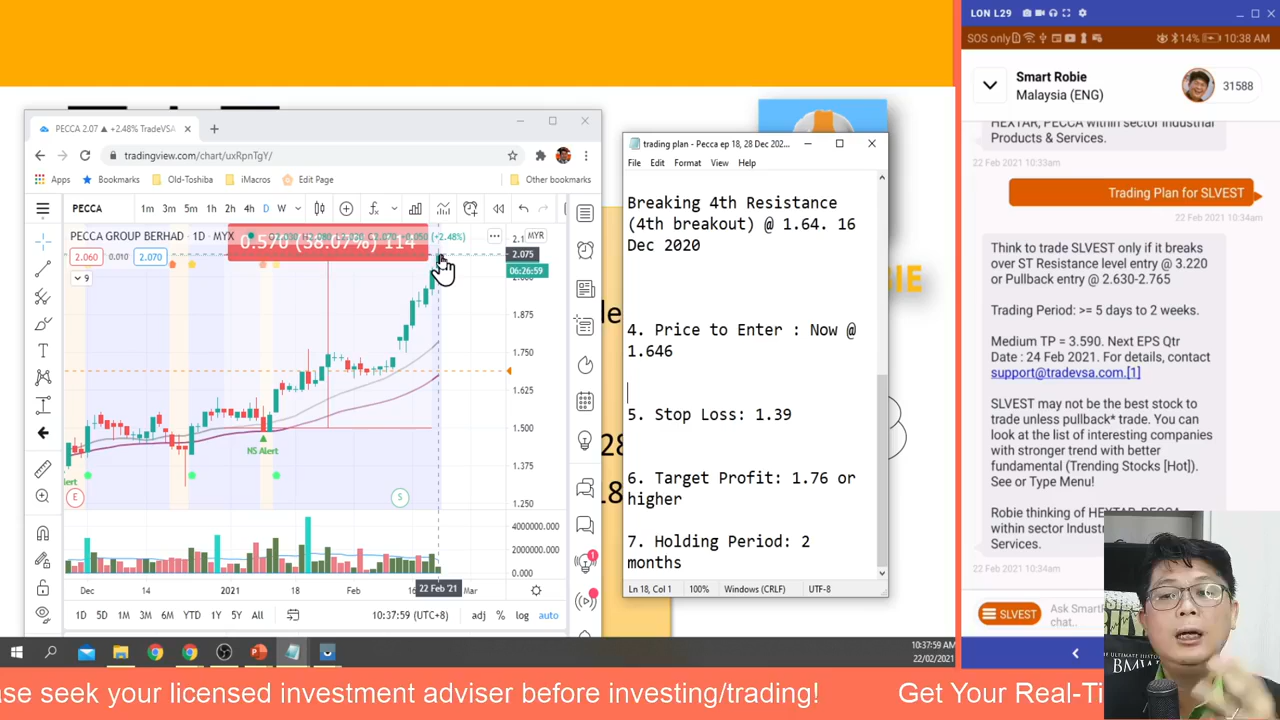 PECCA 2.07 ▲ +2.48% TradeVSA
tradingview.com/chart/uxRpnTgY/
Apps
Bookmarks
Old-Toshiba
iMacros
Edit Page
Other bookmarks
PECCA
1m 3m 5m 1h 2h 4h D W
PECCA GROUP BERHAD · 1D · MYX
+0.050 (+2.48%)
0.570 (38.07%) 114
MYR
2.060 0.010 2.070
9
2.075
06:26:59
1.875
1.750
1.625
1.500
1.375
1.250
NS Alert
lert
E
S
4000000.000
2000000.000
0.000
Dec 14 2021 18 Feb 16 22 Feb '21 Mar
1D 5D 1M 3M 6M YTD 1Y 5Y All
10:37:59 (UTC+8)
adj % log auto
trading plan - Pecca ep 18, 28 Dec 202...
File Edit Format View Help
Breaking 4th Resistance
(4th breakout) @ 1.64. 16
Dec 2020
4. Price to Enter : Now @
1.646
5. Stop Loss: 1.39
6. Target Profit: 1.76 or
higher
7. Holding Period: 2
months
Ln 18, Col 1
100%
Windows (CRLF)
UTF-8
10:37:59 AM
22/02/2021
LON L29
SOS only
14%
10:38 AM
Smart Robie
Malaysia (ENG)
31588
HEXTAR, PECCA within sector Industrial
Products & Services.
22 Feb 2021 10:33am
Trading Plan for SLVEST
22 Feb 2021 10:34am
Think to trade SLVEST only if it breaks
over ST Resistance level entry @ 3.220
or Pullback entry @ 2.630-2.765
Trading Period: >= 5 days to 2 weeks.
Medium TP = 3.590. Next EPS Qtr
Date : 24 Feb 2021. For details, contact
support@tradevsa.com.[1]
SLVEST may not be the best stock to
trade unless pullback* trade. You can
look at the list of interesting companies
with stronger trend with better
fundamental (Trending Stocks [Hot]).
See or Type Menu!
Robie thinking of HEXTAR, PECCA
within sector Indust
Services.
22 Feb 2021 10:34am
SLVEST
Ask Smart
chat..
BMW
ase seek your licensed investment adviser before investing/trading!
Get Your Real-Ti